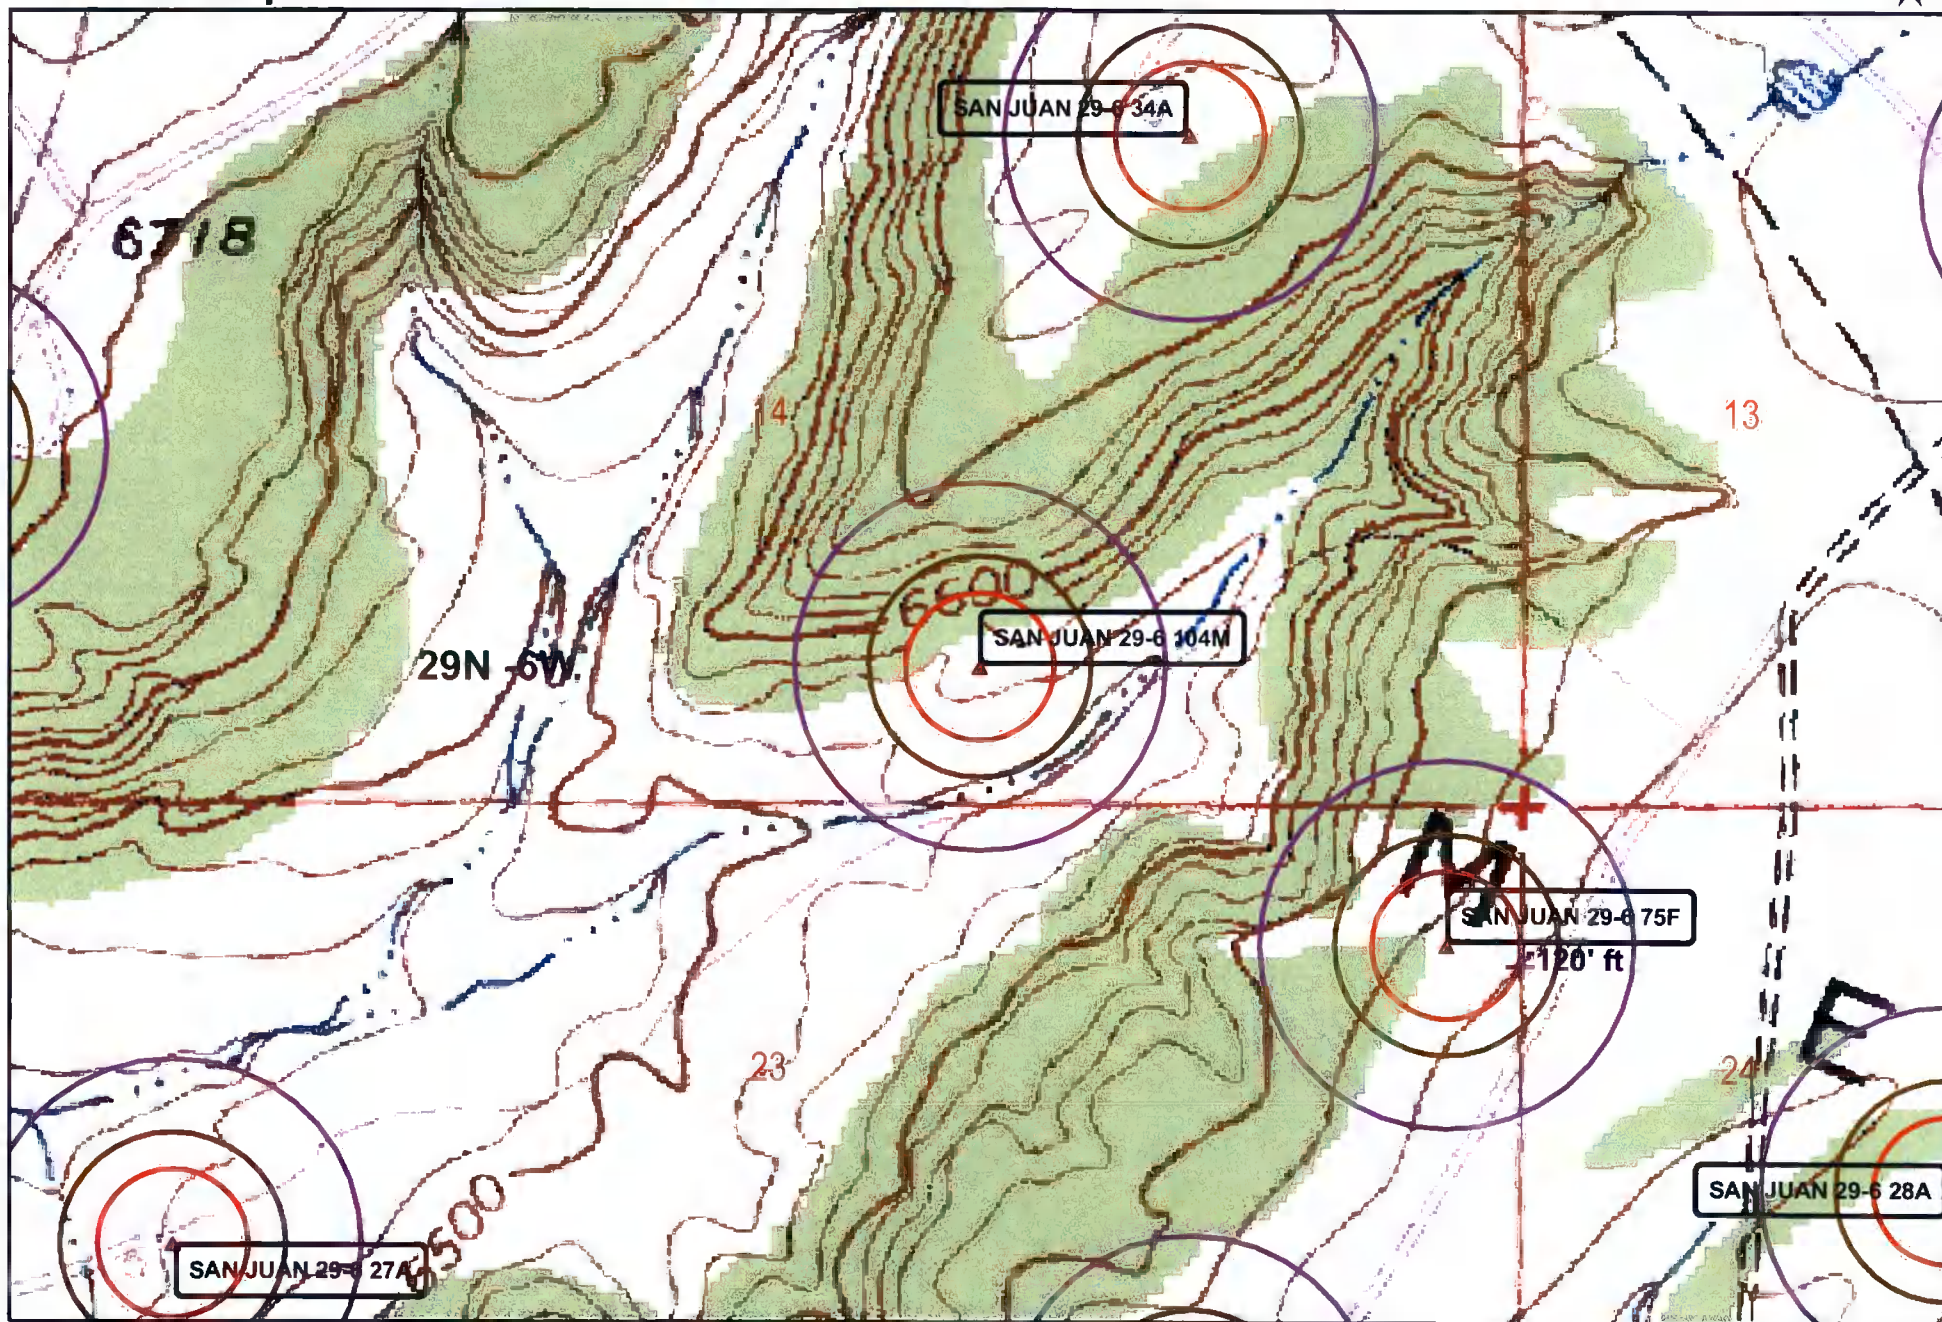 SAN JUAN 29-6 34A
6718
14
13
6600
SAN JUAN 29-6 104M
29N -6W.
M
SAN JUAN 29-6 75F
120' ft
23
24
SAN JUAN 29-6 28A
500
SAN JUAN 29-6 27A